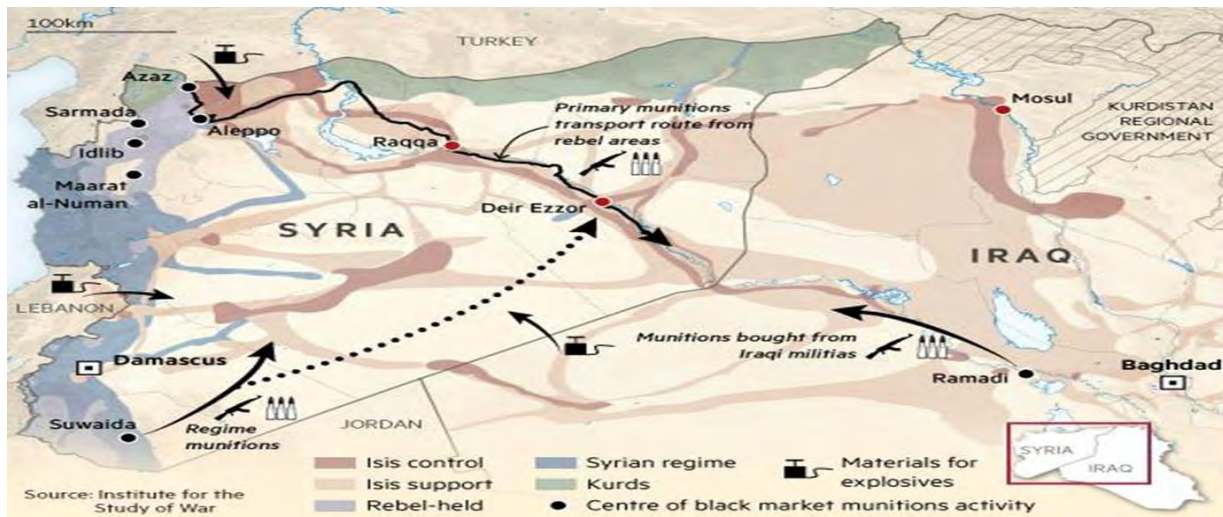 100km
TURKEY
Azaz
Sarmada
Aleppo
Idlib
Maarat
al-Numan
Raqqa
Primary munitions
transport route from
rebel areas
Mosul
KURDISTAN
REGIONAL
GOVERNMENT
Deir Ezzor
SYRIA
IRAQ
LEBANON
Damascus
Munitions bought from
Iraqi militias
Ramadi
Baghdad
Suwaida
Regime
munitions
JORDAN
SYRIA
IRAQ
Isis control
Isis support
Rebel-held
Syrian regime
Kurds
Materials for
explosives
Centre of black market munitions activity
Source: Institute for the
Study of War